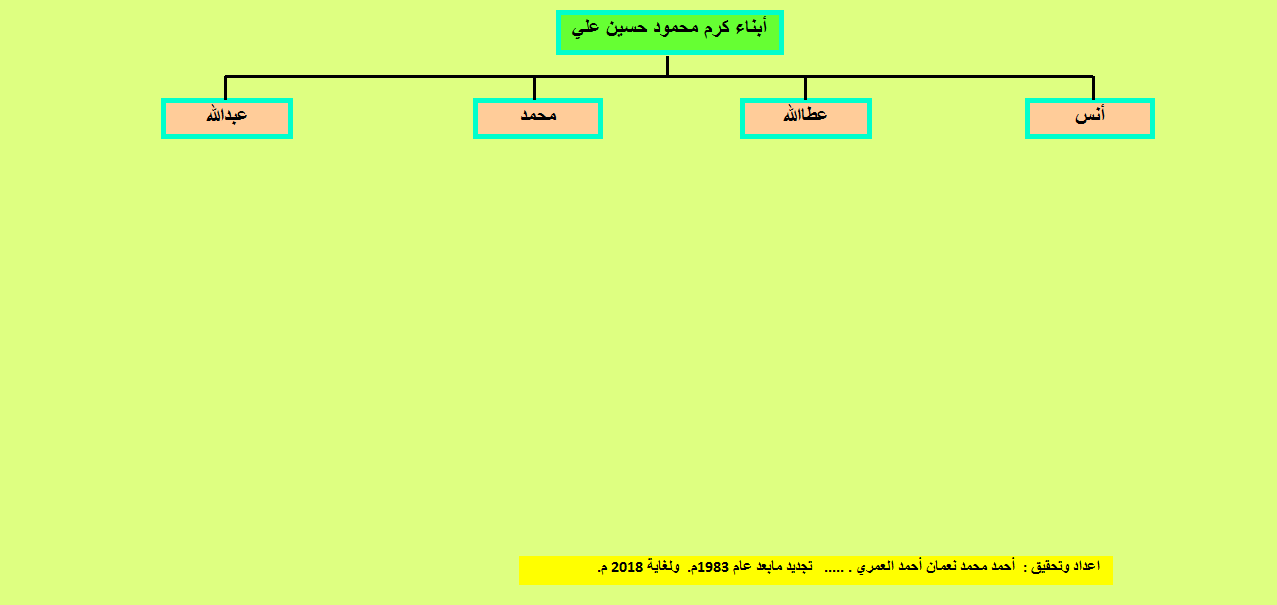 أبناء كرم محمود حسين علي
أنس
عطاالله
محمد
عبدالله
اعداد وتحقيق : أحمد محمد نعمان أحمد العمري . ..... تجديد مابعد عام 1983م. ولغاية 2018 م.